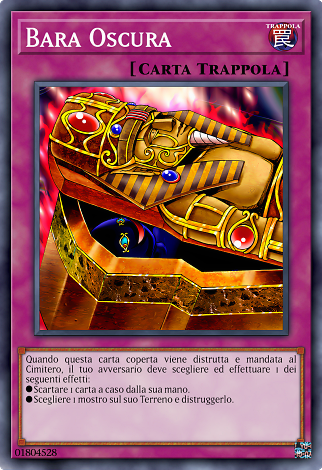 Bara Oscura
TRAPPOLA
罠
[Carta Trappola]
Quando questa carta coperta viene distrutta e mandata al
Cimitero, il tuo avversario deve scegliere ed effettuare 1 dei
seguenti effetti:
●Scartare 1 carta a caso dalla sua mano.
●Scegliere 1 mostro sul suo Terreno e distruggerlo.
01804528